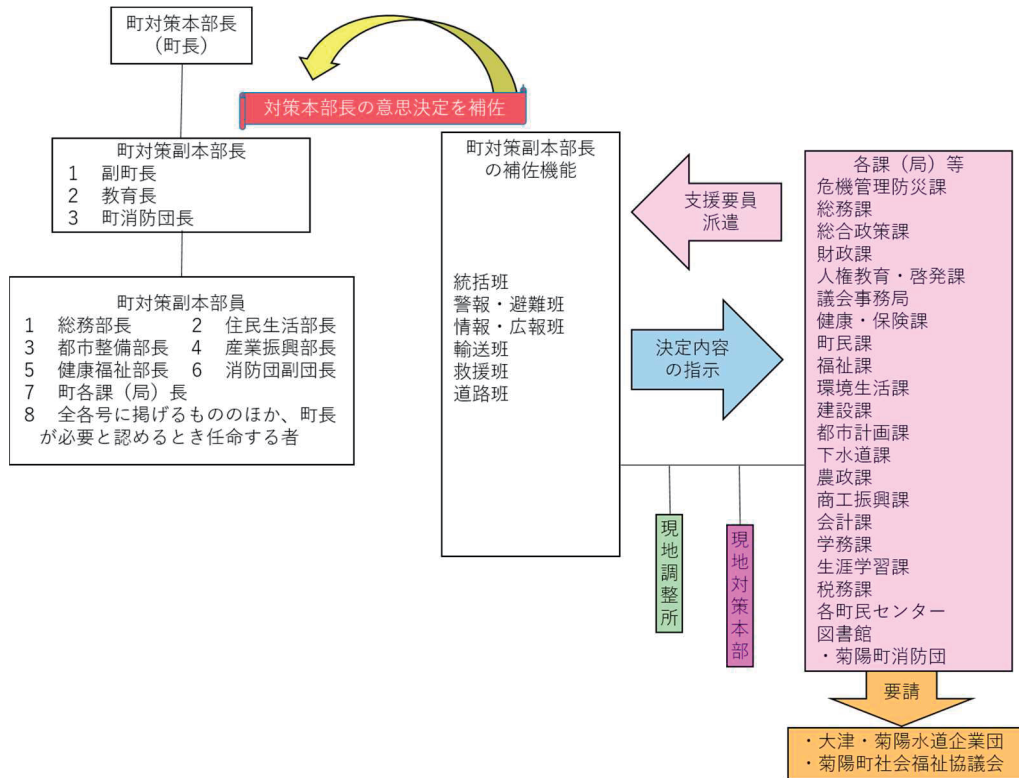 町対策本部長
（町長）
対策本部長の意思決定を補佐
町対策副本部長
1 副町長
2 教育長
3 町消防団長
町対策副本部員
1 総務部長 2 住民生活部長
3 都市整備部長 4 産業振興部長
5 健康福祉部長 6 消防団副団長
7 町各課（局）長
8 全各号に掲げるもののほか、町長
が必要と認めるとき任命する者
町対策副本部長
の補佐機能
統括班
警報・避難班
情報・広報班
輸送班
救援班
道路班
支援要員
派遣
決定内容
の指示
現地調整所
現地対策本部
各課（局）等
危機管理防災課
総務課
総合政策課
財政課
人権教育・啓発課
議会事務局
健康・保険課
町民課
福祉課
環境生活課
建設課
都市計画課
下水道課
農政課
商工振興課
会計課
学務課
生涯学習課
税務課
各町民センター
図書館
・菊陽町消防団
要請
・大津・菊陽水道企業団
・菊陽町社会福祉協議会